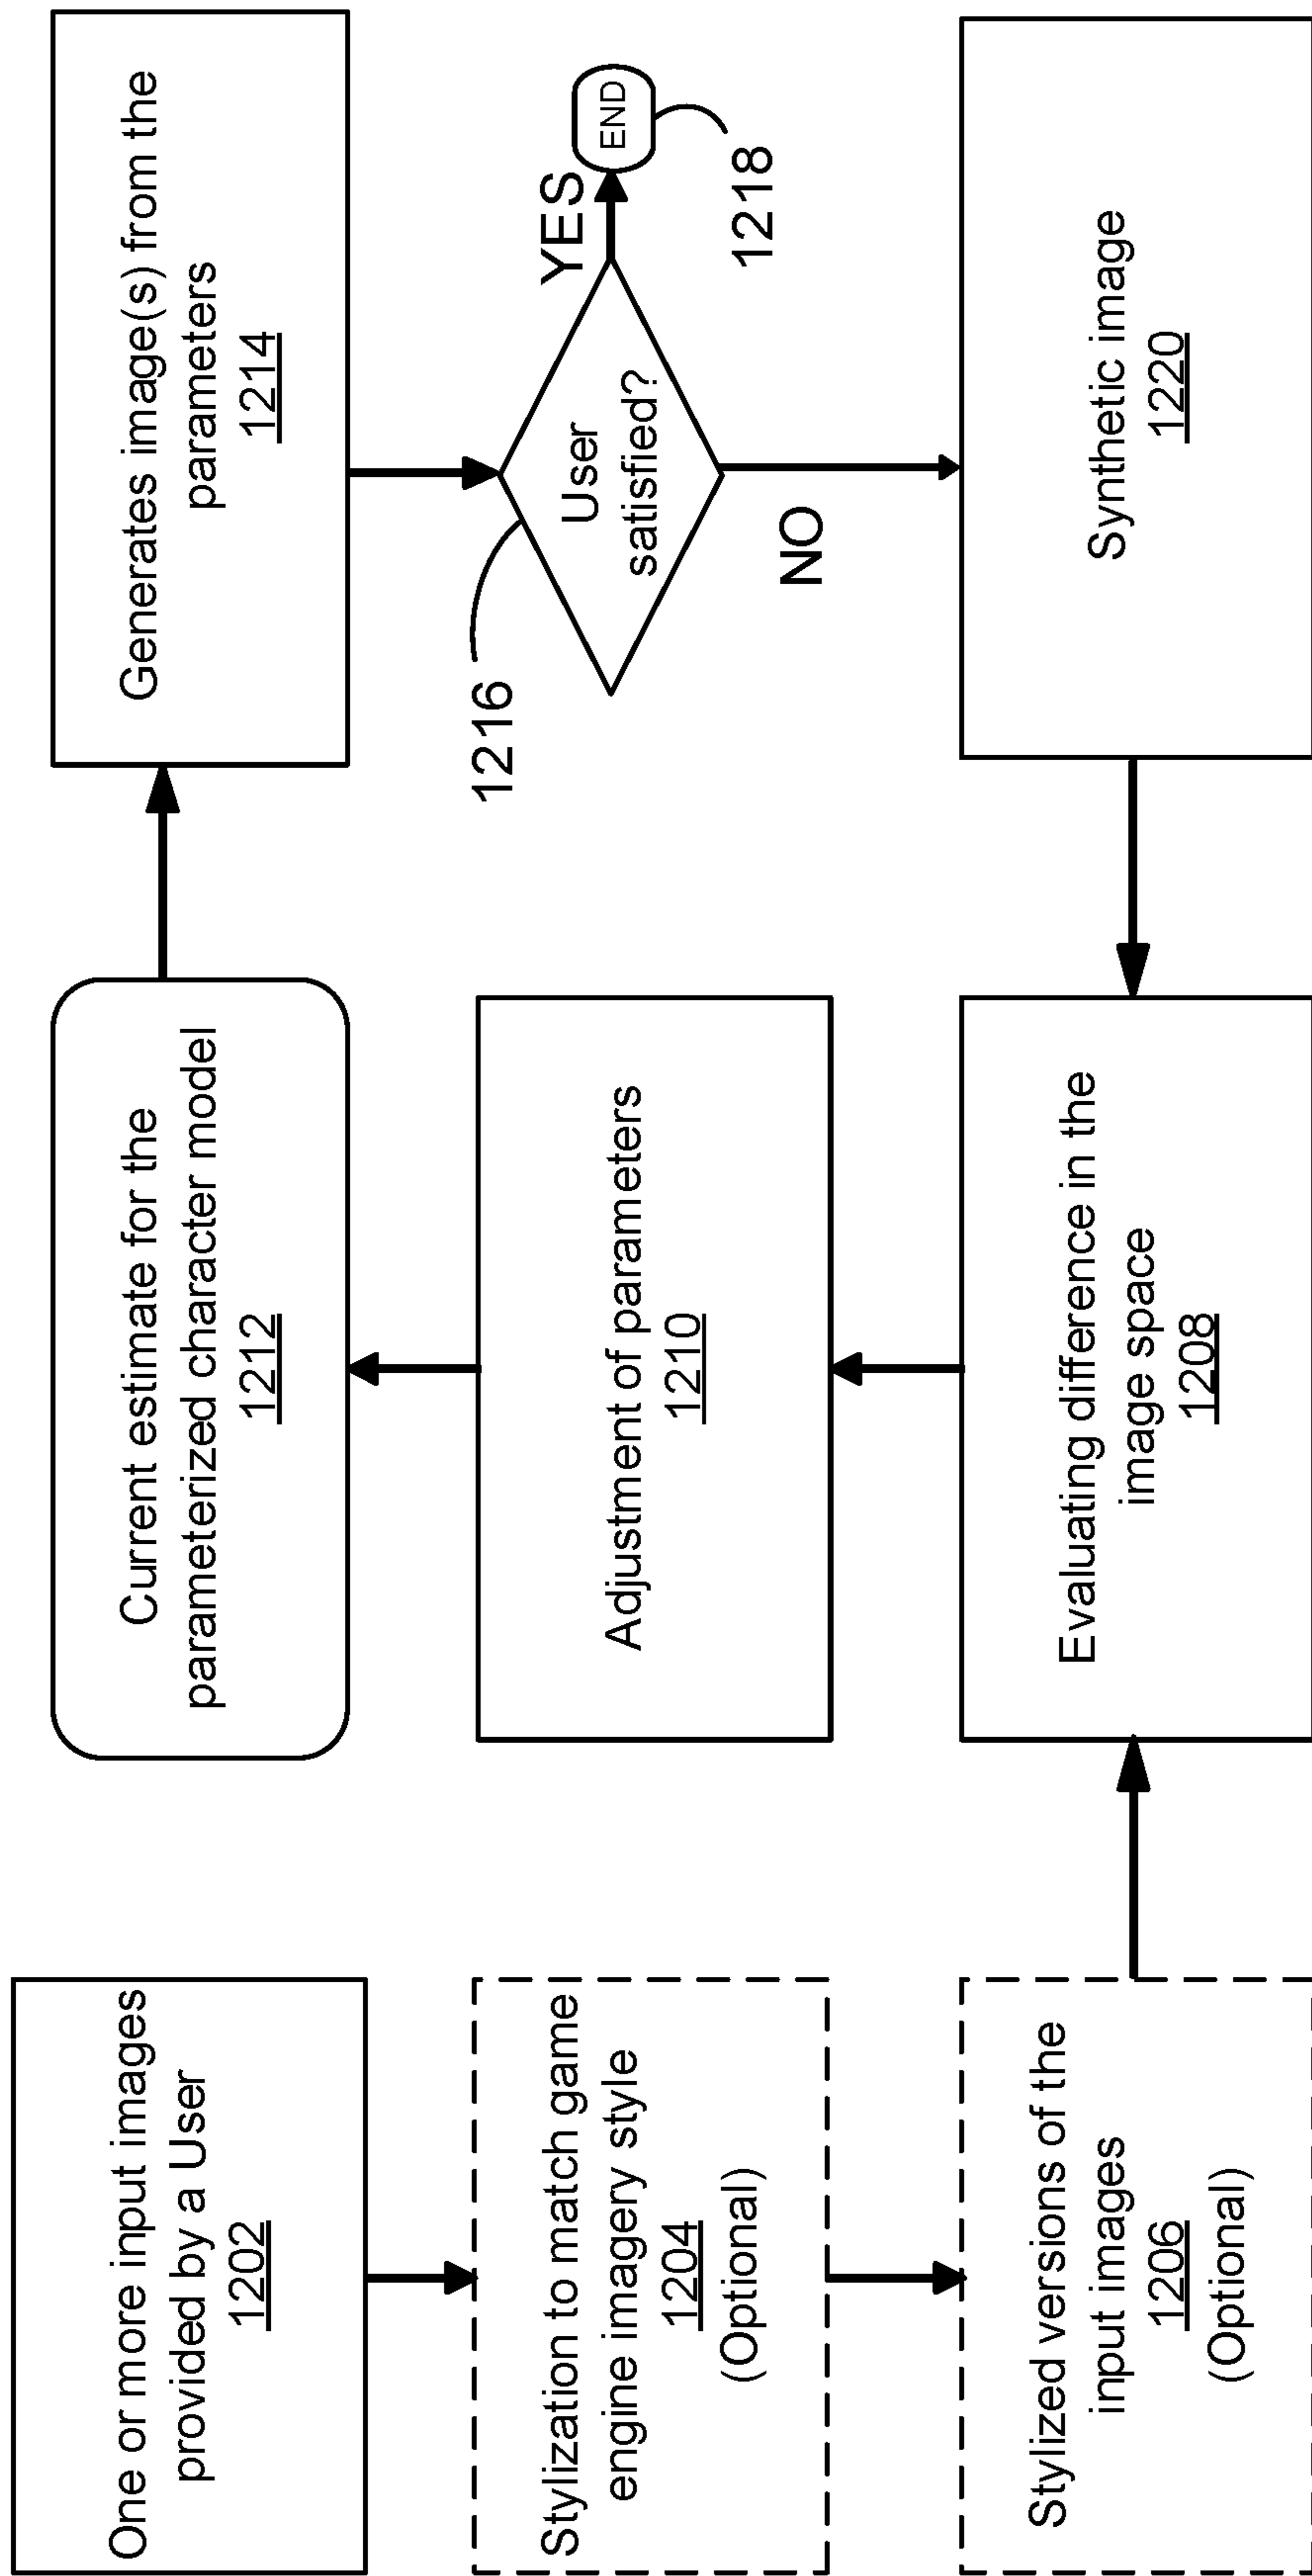 One or more input images
provided by a User
1202
Stylization to match game
engine imagery style
1204
(Optional)
Stylized versions of the
input images
1206
(Optional)
Current estimate for the
parameterized character model
1212
Adjustment of parameters
1210
Evaluating difference in the
image space
1208
Generates image(s) from the
parameters
1214
1216
User
satisfied?
YES
END
1218
NO
Synthetic image
1220